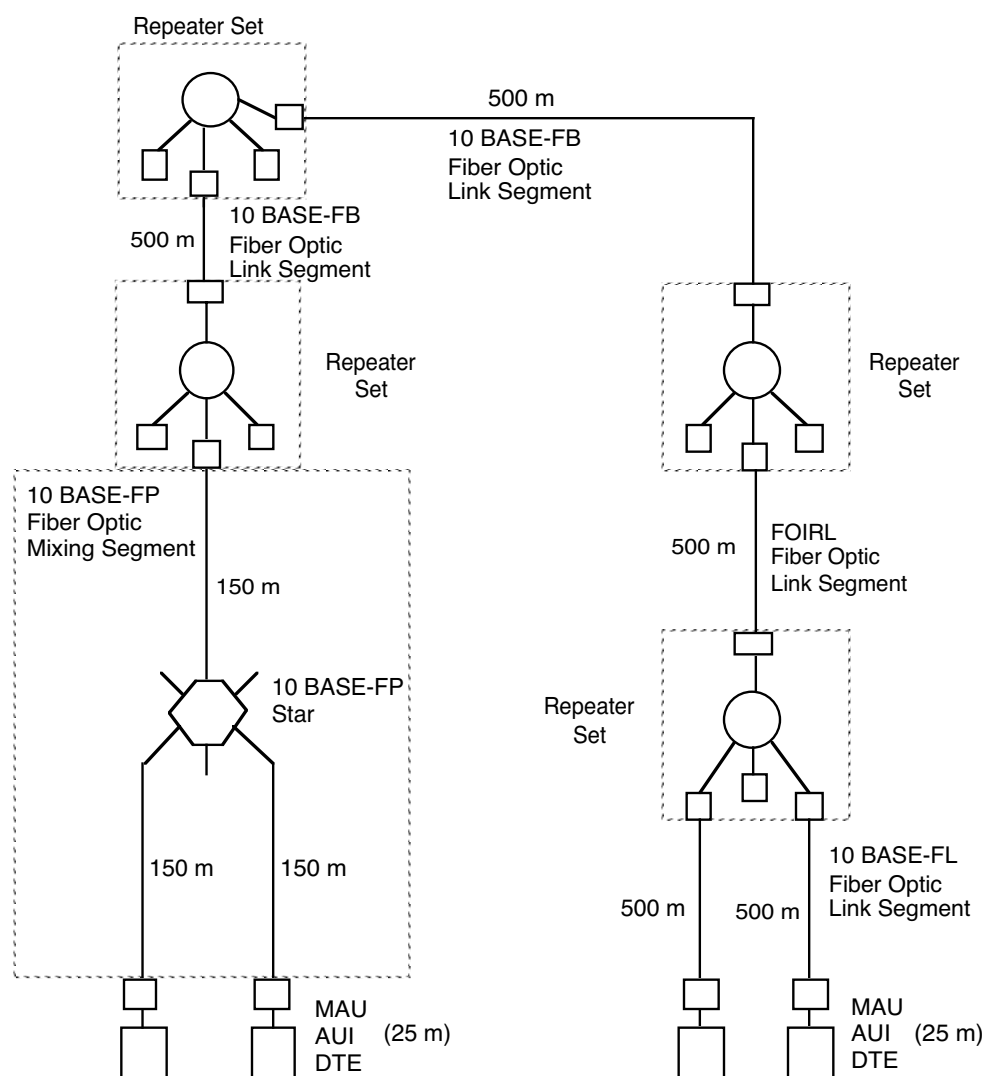 Repeater Set
500 m
10 BASE-FB
Fiber Optic
Link Segment
10 BASE-FB
Fiber Optic
Link Segment
500 m
Repeater
Set
Repeater
Set
10 BASE-FP
Fiber Optic
Mixing Segment
150 m
500 m
FOIRL
Fiber Optic
Link Segment
10 BASE-FP
Star
Repeater
Set
150 m
150 m
10 BASE-FL
Fiber Optic
Link Segment
500 m
500 m
MAU
AUI
DTE
(25 m)
MAU
AUI
DTE
(25 m)